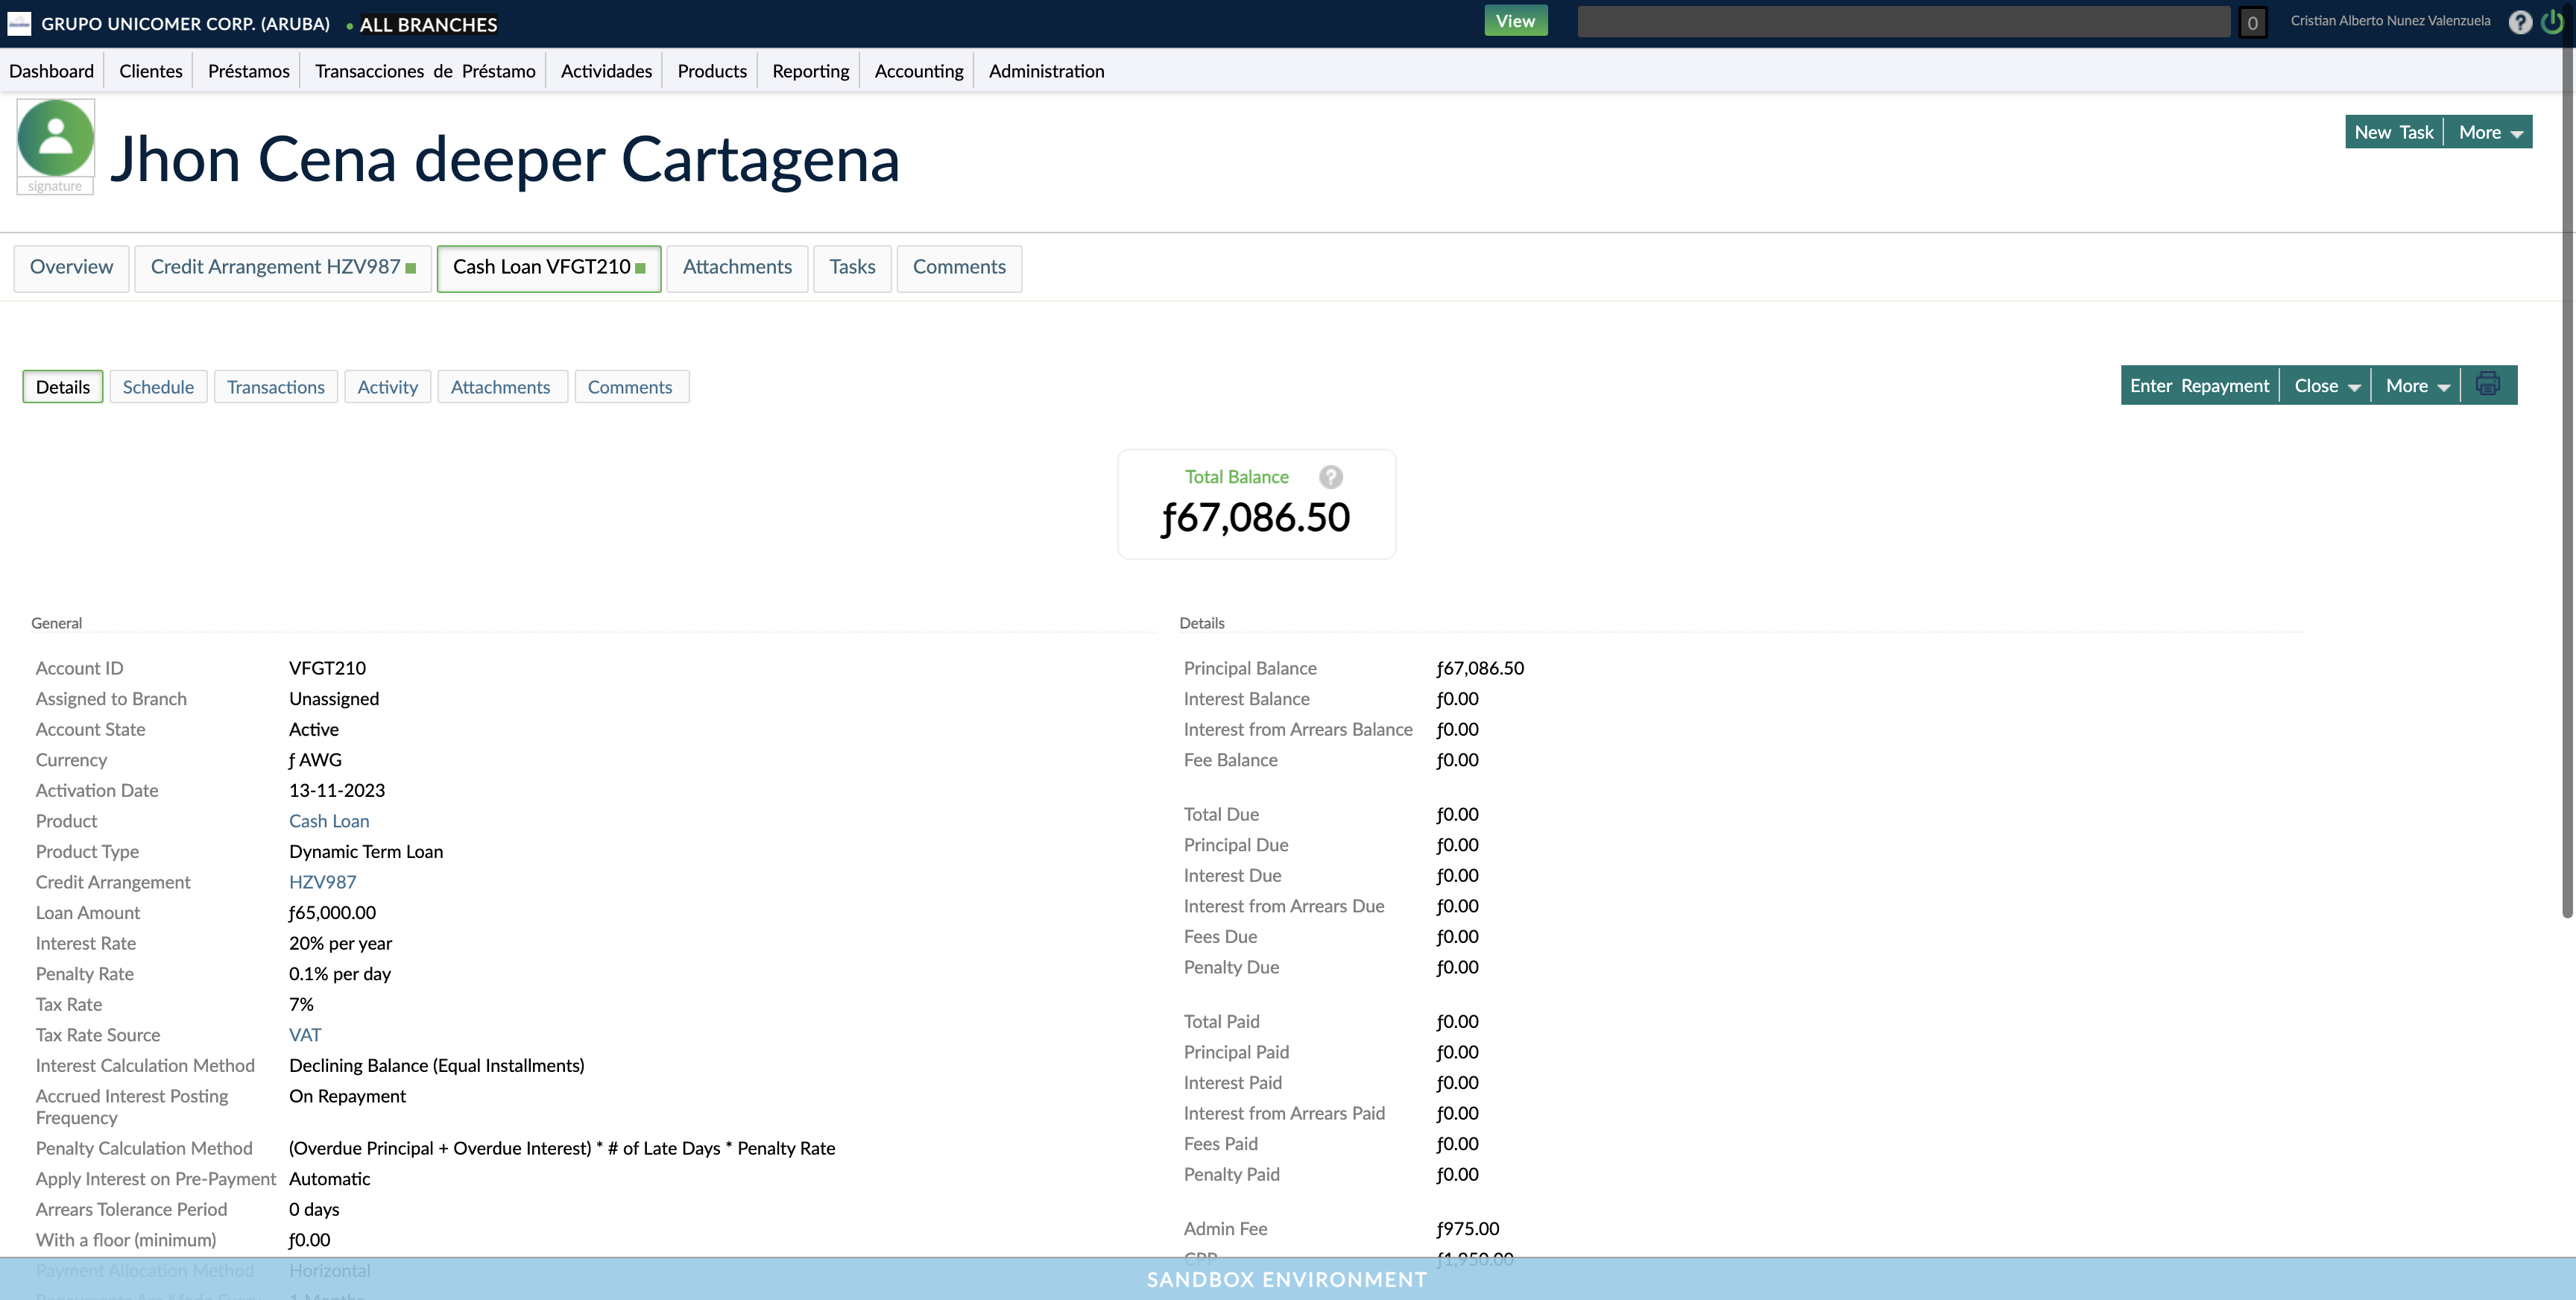 GRUPO UNICOMER CORP. (ARUBA) • ALL BRANCHES View 0 Cristian Alberto Nunez Valenzuela ?
Dashboard Clientes Préstamos Transacciones de Préstamo Actividades Products Reporting Accounting Administration
signature
Jhon Cena deeper Cartagena
New Task More
Overview Credit Arrangement HZV987 Cash Loan VFGT210 Attachments Tasks Comments
Details Schedule Transactions Activity Attachments Comments
Enter Repayment Close More
Total Balance ?
ƒ67,086.50
General
Account ID VFGT210
Assigned to Branch Unassigned
Account State Active
Currency ƒ AWG
Activation Date 13-11-2023
Product Cash Loan
Product Type Dynamic Term Loan
Credit Arrangement HZV987
Loan Amount ƒ65,000.00
Interest Rate 20% per year
Penalty Rate 0.1% per day
Tax Rate 7%
Tax Rate Source VAT
Interest Calculation Method Declining Balance (Equal Installments)
Accrued Interest Posting On Repayment
Frequency
Penalty Calculation Method (Overdue Principal + Overdue Interest) * # of Late Days * Penalty Rate
Apply Interest on Pre-Payment Automatic
Arrears Tolerance Period 0 days
With a floor (minimum) ƒ0.00
Payment Allocation Method Horizontal
Repayments Are Made Every 1 Months
Details
Principal Balance ƒ67,086.50
Interest Balance ƒ0.00
Interest from Arrears Balance ƒ0.00
Fee Balance ƒ0.00
Total Due ƒ0.00
Principal Due ƒ0.00
Interest Due ƒ0.00
Interest from Arrears Due ƒ0.00
Fees Due ƒ0.00
Penalty Due ƒ0.00
Total Paid ƒ0.00
Principal Paid ƒ0.00
Interest Paid ƒ0.00
Interest from Arrears Paid ƒ0.00
Fees Paid ƒ0.00
Penalty Paid ƒ0.00
Admin Fee ƒ975.00
CPP ƒ1,950.00
SANDBOX ENVIRONMENT